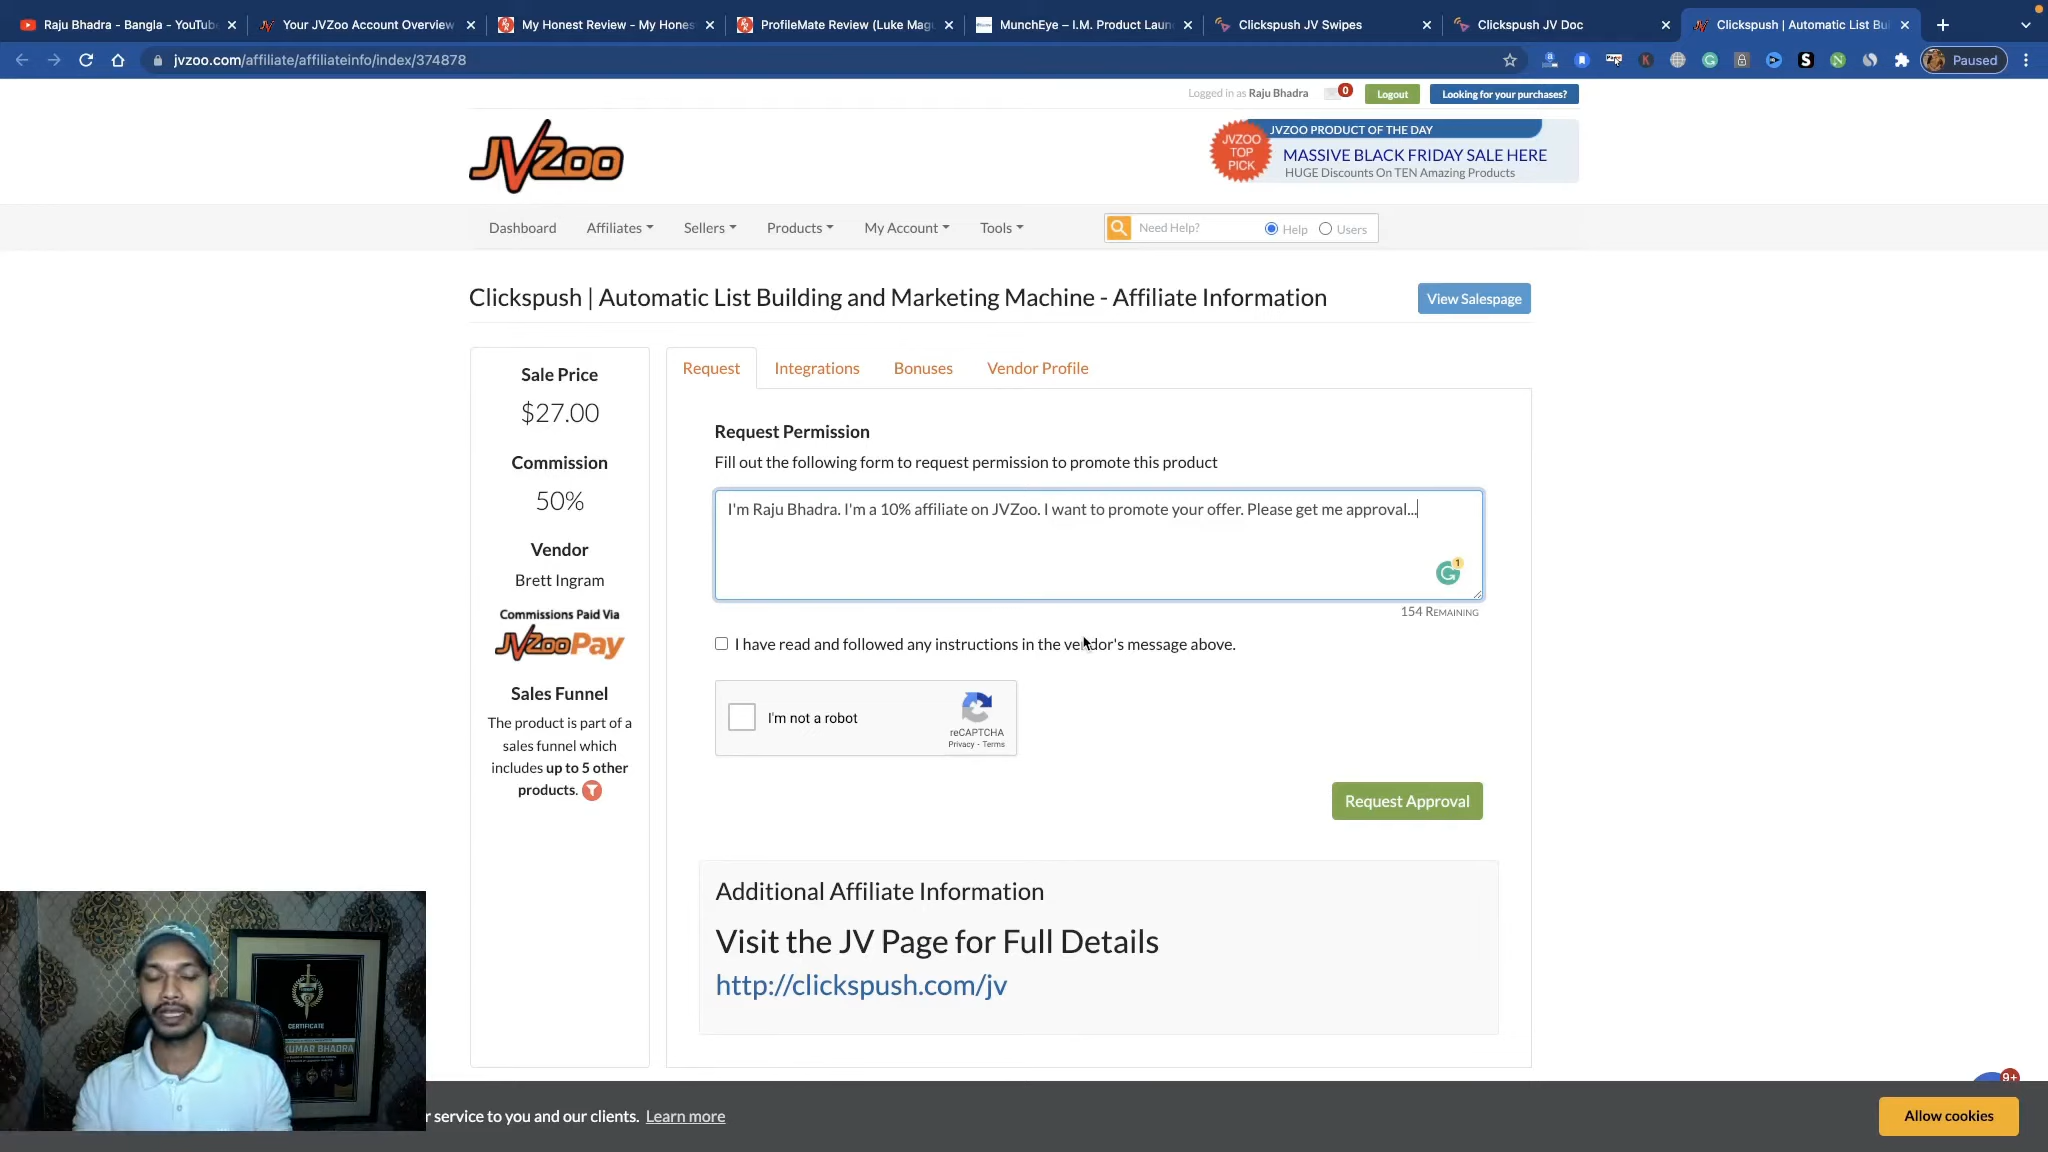 Raju Bhadra - Bangla - YouTub
Your JVZoo Account Overview
My Honest Review - My Hones
ProfileMate Review (Luke Magu
MunchEye – I.M. Product Laun
Clickspush JV Swipes
Clickspush JV Doc
Clickspush | Automatic List Bui
jvzoo.com/affiliate/affiliateinfo/index/374878
Paused
Logged in as Raju Bhadra
0
Logout
Looking for your purchases?
JVZoo
JVZOO TOP PICK
JVZOO PRODUCT OF THE DAY
MASSIVE BLACK FRIDAY SALE HERE
HUGE Discounts On TEN Amazing Products
Dashboard
Affiliates
Sellers
Products
My Account
Tools
Need Help?
Help
Users
Clickspush | Automatic List Building and Marketing Machine - Affiliate Information
View Salespage
Sale Price
$27.00
Commission
50%
Vendor
Brett Ingram
Commissions Paid Via
JVZooPay
Sales Funnel
The product is part of a
sales funnel which
includes up to 5 other
products.
Request
Integrations
Bonuses
Vendor Profile
Request Permission
Fill out the following form to request permission to promote this product
I'm Raju Bhadra. I'm a 10% affiliate on JVZoo. I want to promote your offer. Please get me approval...
1
154 REMAINING
I have read and followed any instructions in the vendor's message above.
I'm not a robot
reCAPTCHA
Privacy - Terms
Request Approval
Additional Affiliate Information
Visit the JV Page for Full Details
http://clickspush.com/jv
CERTIFICATE
KUMAR BHADRA
9+
r service to you and our clients. Learn more
Allow cookies